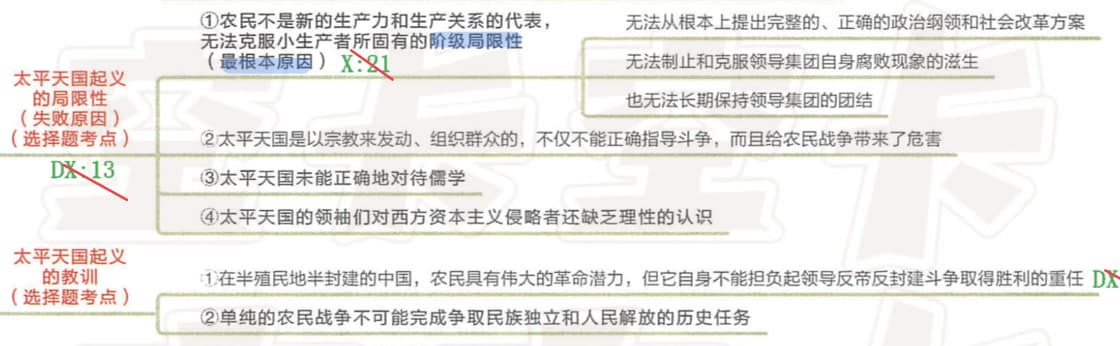 ①农民不是新的生产力和生产关系的代表，
无法克服小生产者所固有的阶级局限性
（最根本原因） X:21
无法从根本上提出完整的、正确的政治纲领和社会改革方案
无法制止和克服领导集团自身腐败现象的滋生
也无法长期保持领导集团的团结
太平天国起义
的局限性
（失败原因）
（选择题考点）
DX:13
②太平天国是以宗教来发动、组织群众的，不仅不能正确指导斗争，而且给农民战争带来了危害
③太平天国未能正确地对待儒学
④太平天国的领袖们对西方资本主义侵略者还缺乏理性的认识
太平天国起义
的教训
（选择题考点）
①在半殖民地半封建的中国，农民具有伟大的革命潜力，但它自身不能担负起领导反帝反封建斗争取得胜利的重任 DX
②单纯的农民战争不可能完成争取民族独立和人民解放的历史任务